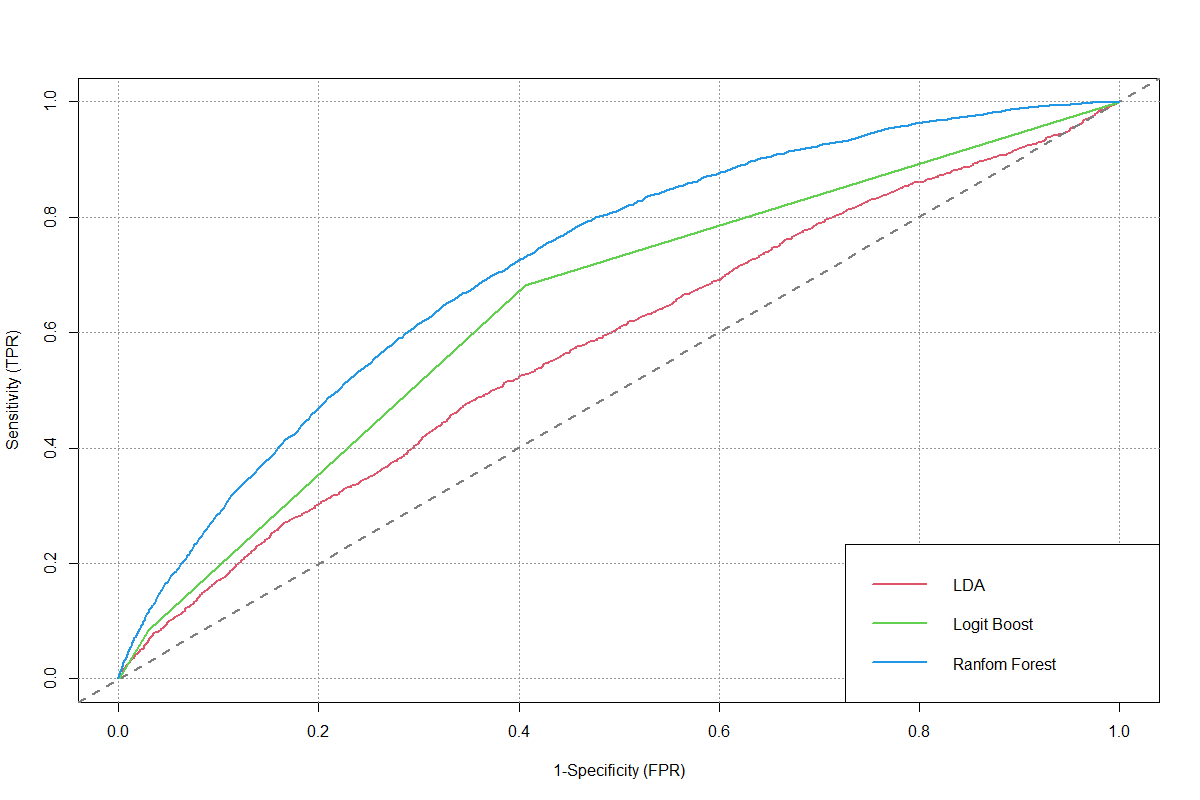 Sensitivity (TPR)
1.0
0.8
0.6
0.4
0.2
0.0
LDA
Logit Boost
Ranfom Forest
0.0 0.2 0.4 0.6 0.8 1.0
1-Specificity (FPR)